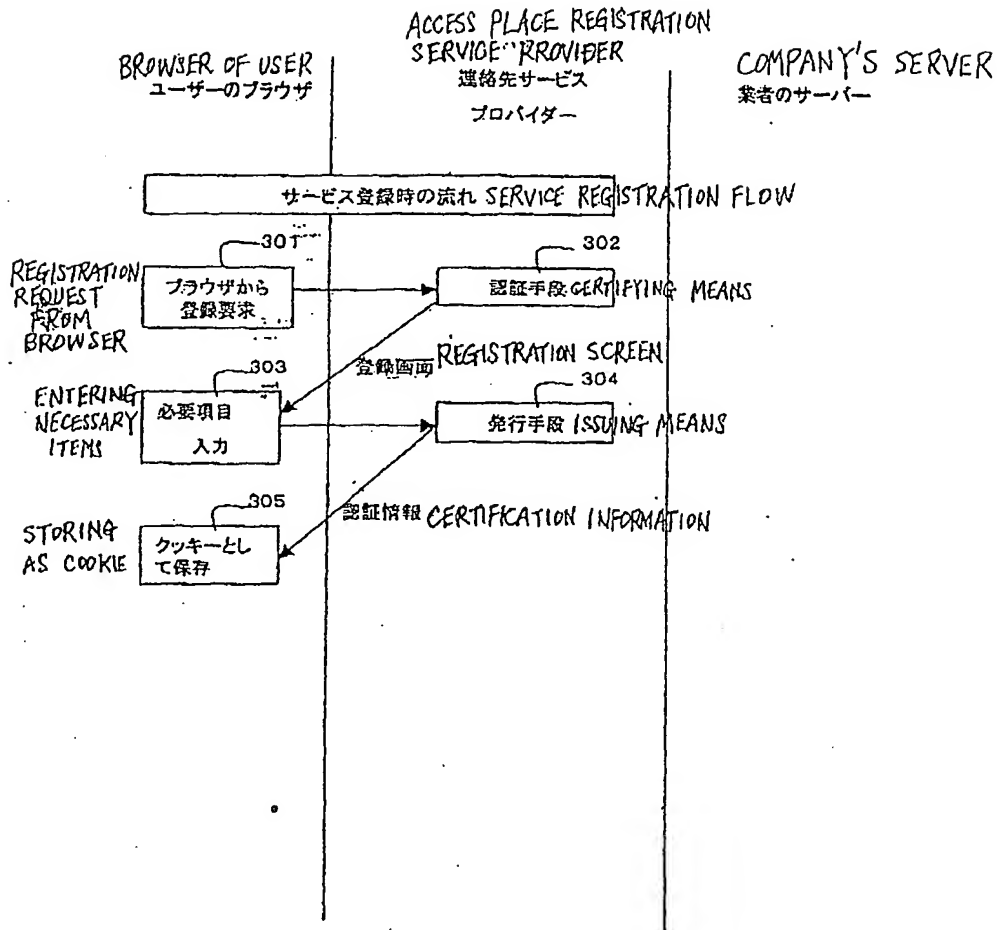 ACCESS PLACE REGISTRATION
SERVICE PROVIDER
連絡先サービス
プロバイダー
BROWSER OF USER
ユーザーのブラウザ
COMPANY'S SERVER
業者のサーバー
サービス登録時の流れ SERVICE REGISTRATION FLOW
301
302
REGISTRATION
REQUEST
FROM
BROWSER
ブラウザから
登録要求
認証手段 CERTIFYING MEANS
登録画面 REGISTRATION SCREEN
303
304
ENTERING
NECESSARY
ITEMS
必要項目
入力
発行手段 ISSUING MEANS
305
認証情報 CERTIFICATION INFORMATION
STORING
AS COOKIE
クッキーとし
て保存